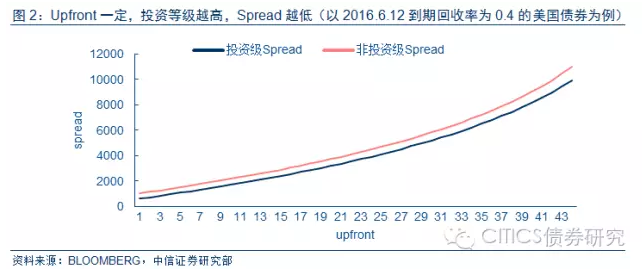 图 2：Upfront 一定，投资等级越高，Spread 越低（以 2016.6.12 到期回收率为 0.4 的美国债券为例）
投资级Spread 非投资级Spread
12000
10000
8000
6000
4000
2000
0
spread
1 3 5 7 9 11 13 15 17 19 21 23 25 27 29 31 33 35 37 39 41 43
upfront
CITICS债券研究
资料来源：BLOOMBERG，中信证券研究部